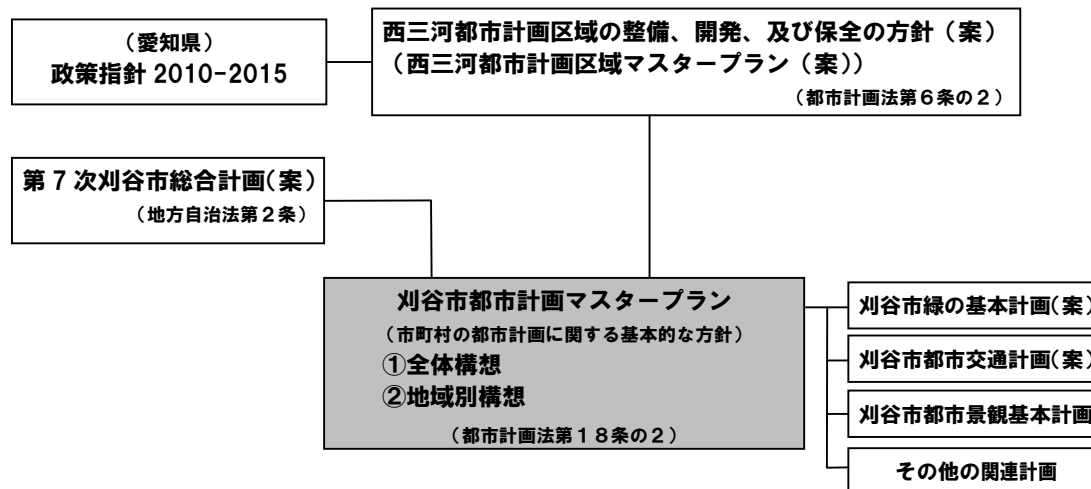 （愛知県）
政策指針 2010-2015
西三河都市計画区域の整備、開発、及び保全の方針（案）
（西三河都市計画区域マスタープラン（案））
（都市計画法第６条の２）
第 7 次刈谷市総合計画（案）
（地方自治法第２条）
刈谷市都市計画マスタープラン
（市町村の都市計画に関する基本的な方針）
①全体構想
②地域別構想
（都市計画法第１８条の２）
刈谷市緑の基本計画（案）
刈谷市都市交通計画（案）
刈谷市都市景観基本計画
その他の関連計画